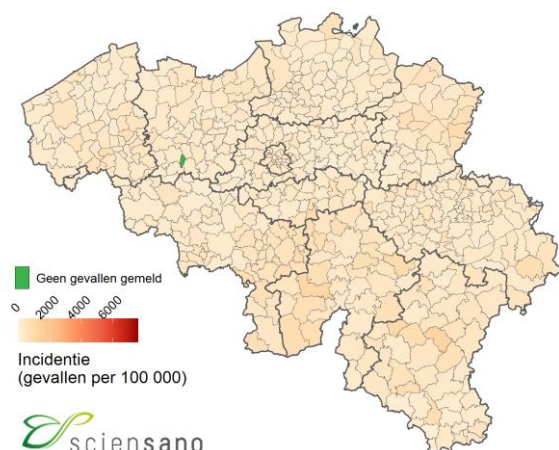 Geen gevallen gemeld
0
2000
4000
6000
Incidentie
(gevallen per 100 000)
sciensano